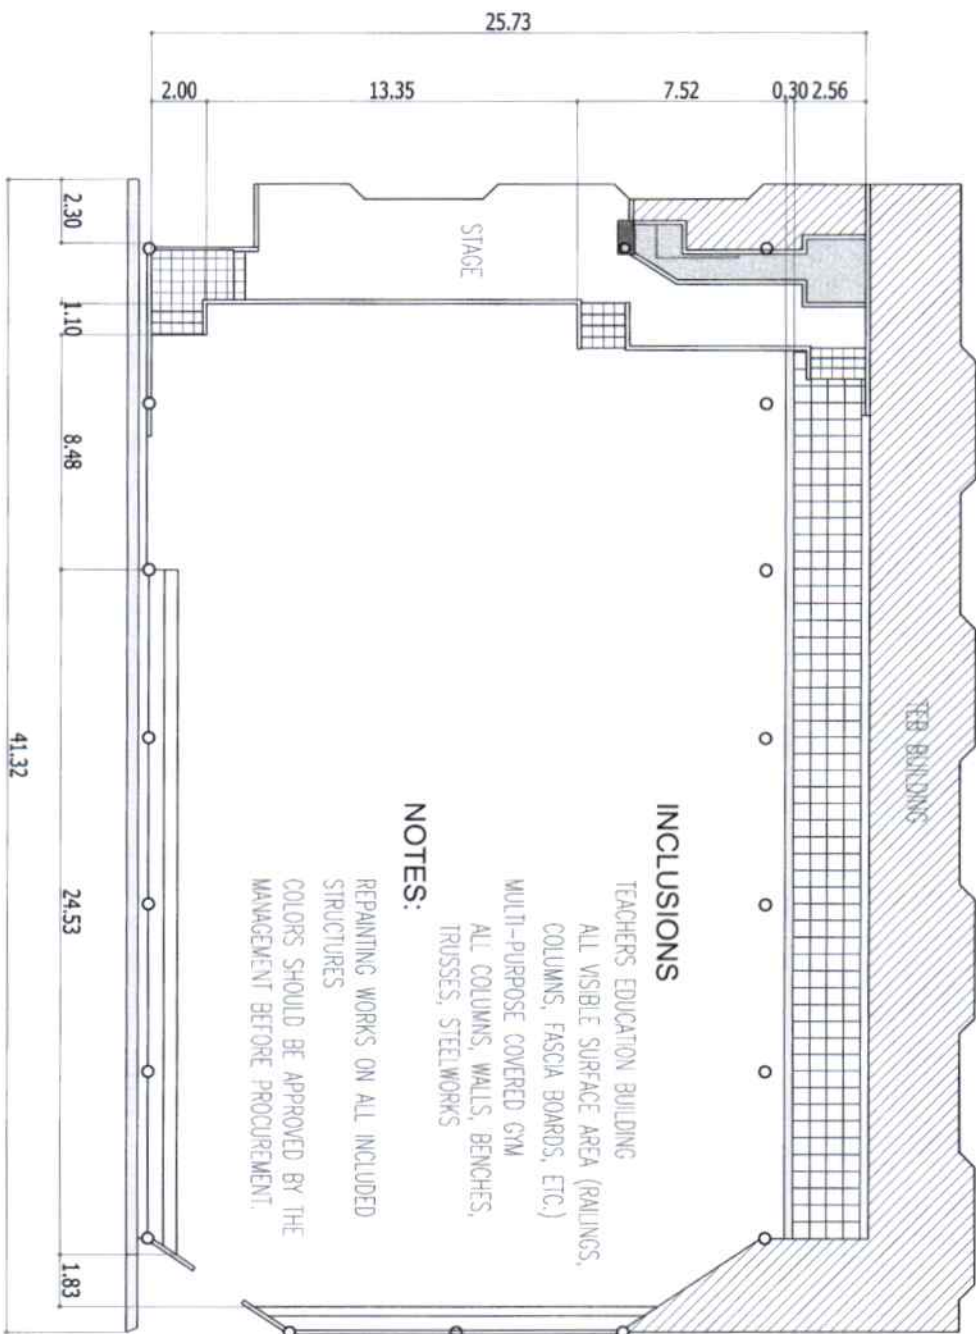 25.73
2.00
13.35
7.52
0.30
2.56
2.30
1.10
8.48
24.53
1.83
41.32
STAGE
TEB BUILDING
INCLUSIONS
TEACHERS EDUCATION BUILDING
ALL VISIBLE SURFACE AREA (RAILINGS,
COLUMNS, FASCIA BOARDS, ETC.)
MULTI-PURPOSE COVERED GYM
ALL COLUMNS, WALLS, BENCHES,
TRUSSES, STEELWORKS
NOTES:
REPAINTING WORKS ON ALL INCLUDED
STRUCTURES
COLORS SHOULD BE APPROVED BY THE
MANAGEMENT BEFORE PROCUREMENT.